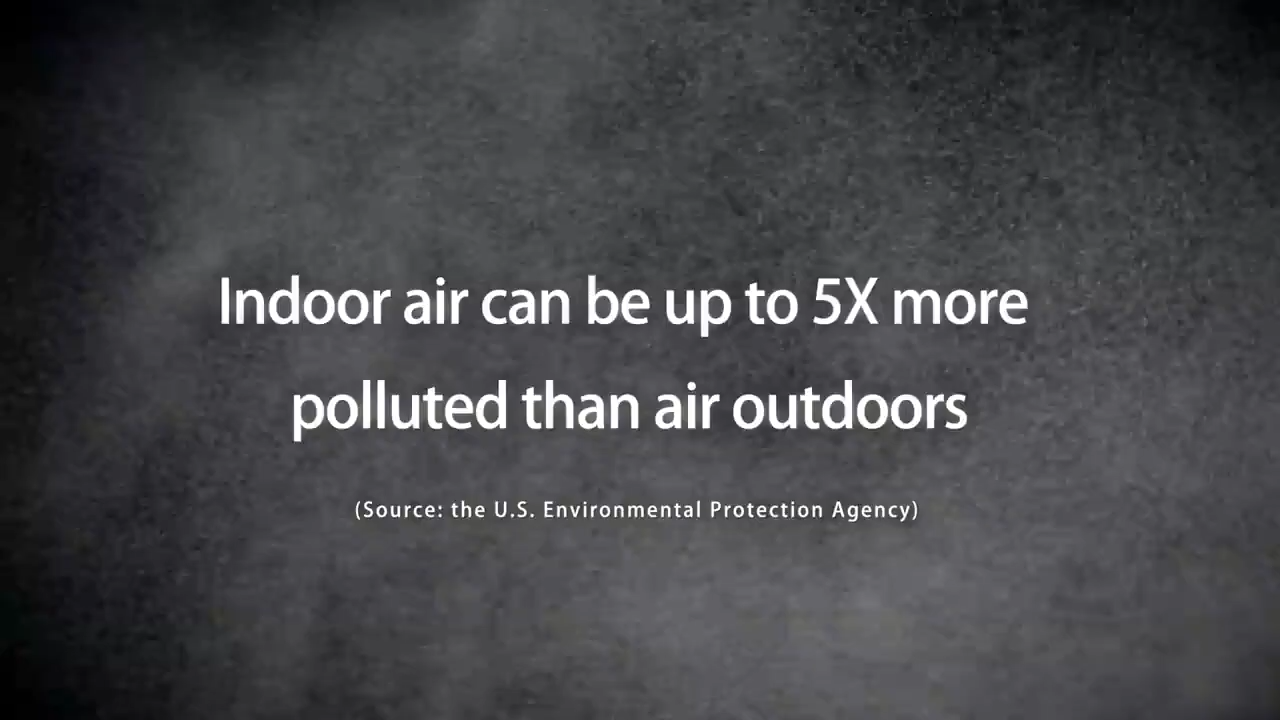 Indoor air can be up to 5X more
polluted than air outdoors
(Source: the U.S. Environmental Protection Agency)